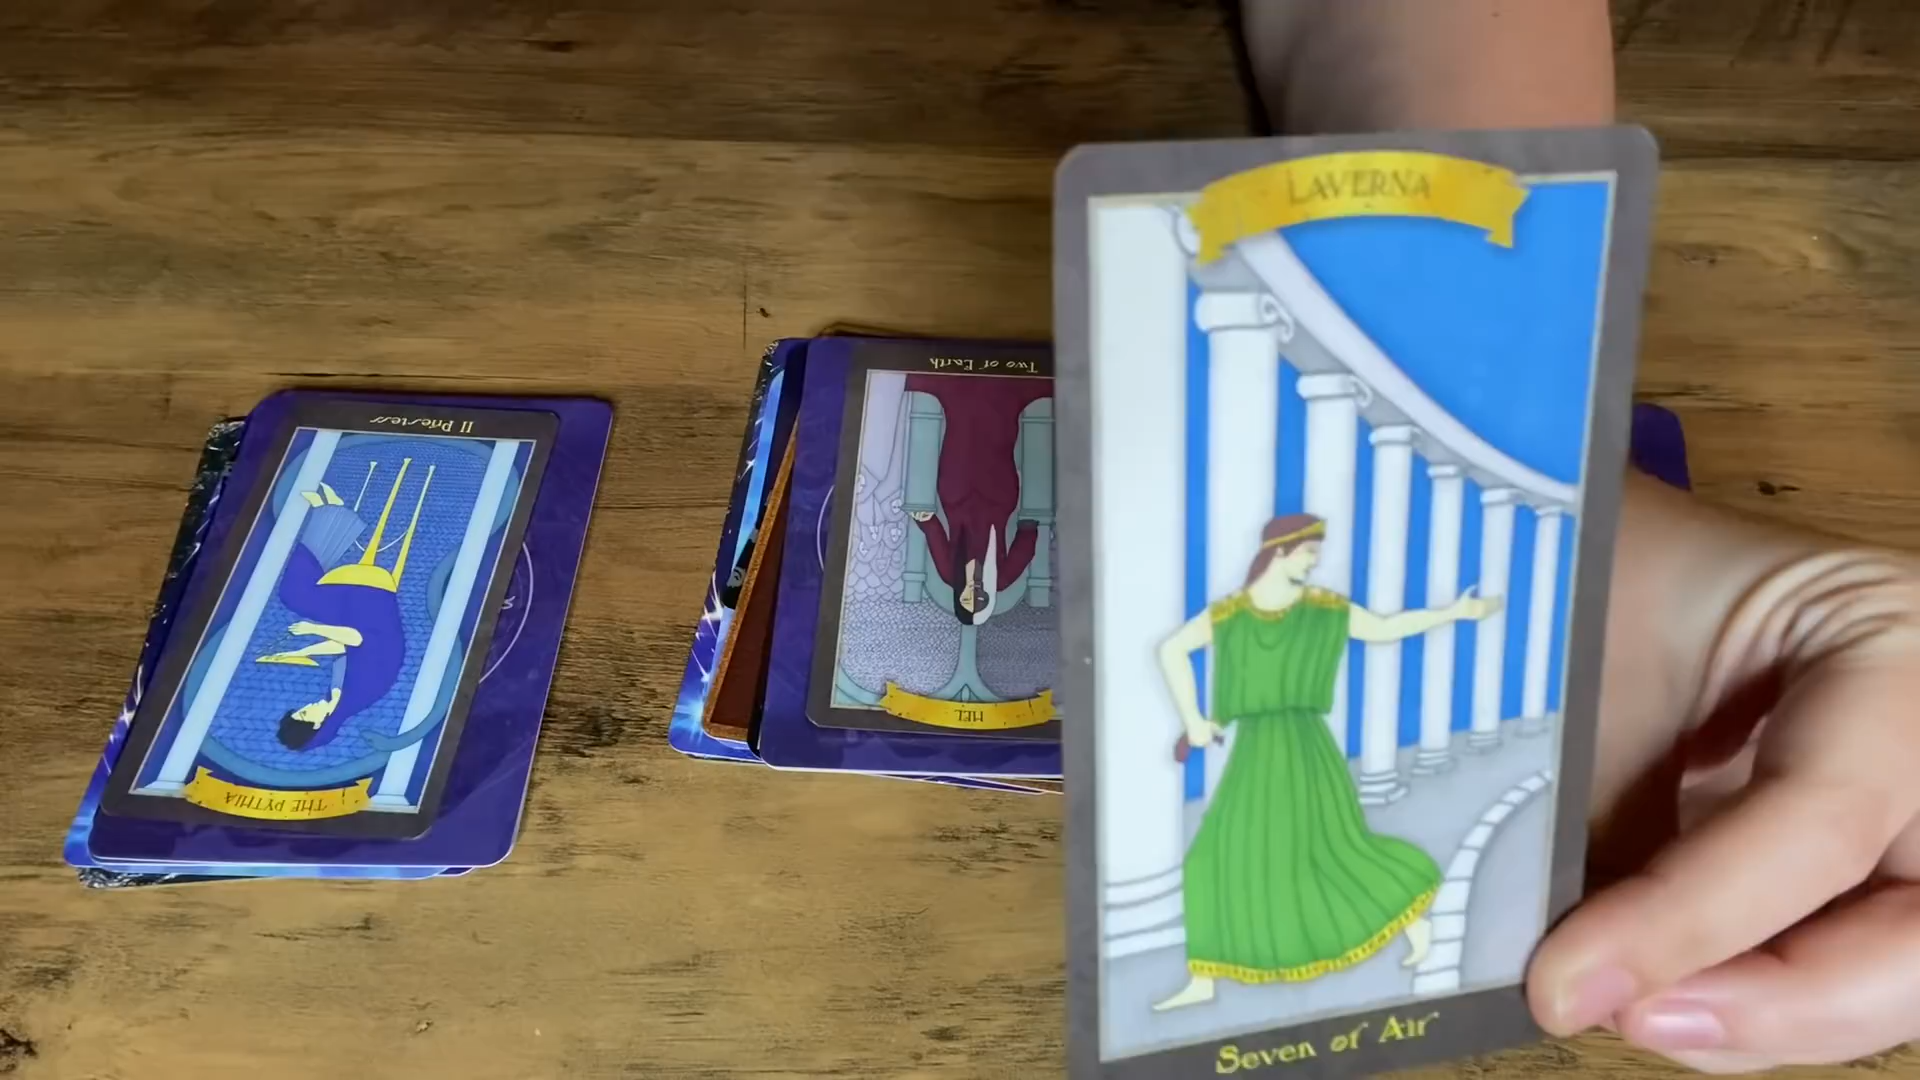 II Priestess
THE PYTHIA
Two of Earth
HEL
LAVERNA
Seven of Air